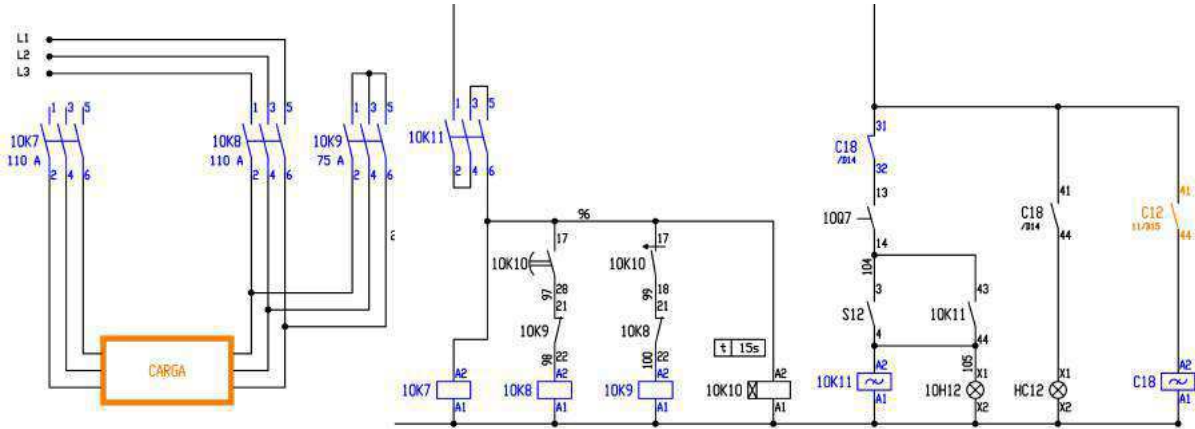 L1
L2
L3
1 3 5
10K7
110 A
2 4 6
1 3 5
10K8
110 A
2 4 6
1 3 5
10K9
75 A
2 4 6
CARGA
1 3 5
10K11
2 4 6
96
17
10K10
28
97
21
10K9
22
98
17
10K10
18
99
21
10K8
22
100
t 15s
A2
10K7
A1
A2
10K8
A1
A2
10K9
A1
A2
10K10
A1
31
C18
/D14
32
13
10Q7
14
104
3
S12
4
43
10K11
44
105
A2
10K11
A1
X1
10H12
X2
41
C18
/D14
44
X1
HC12
X2
41
C12
11/D15
44
A2
C18
A1